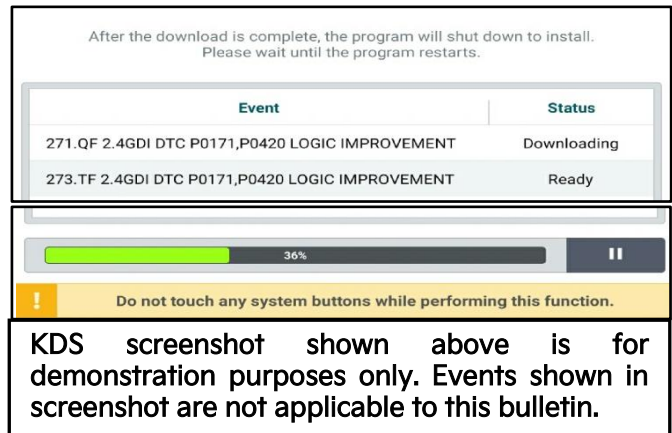 After the download is complete, the program will shut down to install.
Please wait until the program restarts.
Event Status
271.QF 2.4GDI DTC P0171,P0420 LOGIC IMPROVEMENT Downloading
273.TF 2.4GDI DTC P0171,P0420 LOGIC IMPROVEMENT Ready
36%
! Do not touch any system buttons while performing this function.
KDS screenshot shown above is for
demonstration purposes only. Events shown in
screenshot are not applicable to this bulletin.